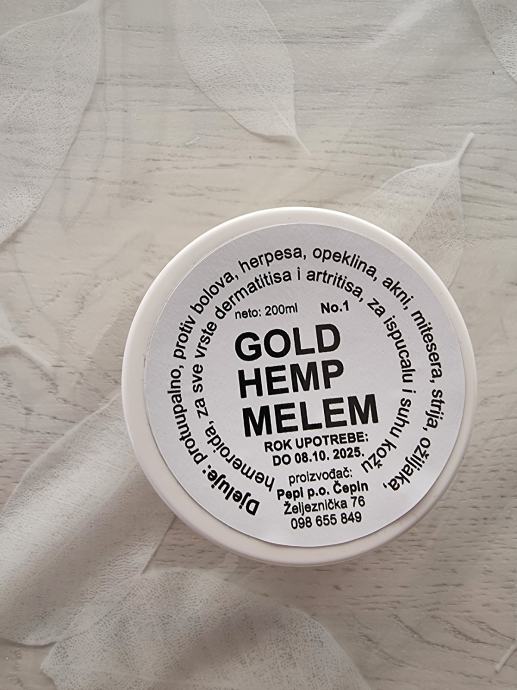 Djeluje: protuupalno, protiv bolova, herpesa, opeklina, akni, mitesera, strija, ožiljaka,
hemeroida, za sve vrste dermatitisa i artritisa, za ispucalu i suhu kožu
neto: 200ml No.1
GOLD
HEMP
MELEM
ROK UPOTREBE:
DO 08.10. 2025.
proizvođač:
Pepi p.o. Čepin
Željeznička 76
098 655 849